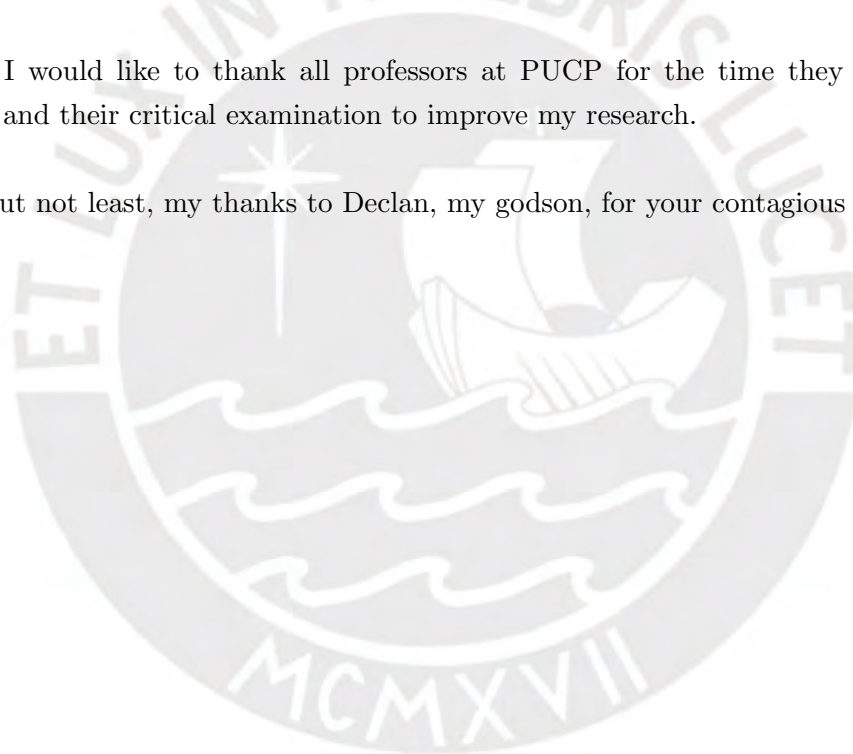 ET LUX IN TENEBRIS LUCET
I would like to thank all professors at PUCP for the time they
and their critical examination to improve my research.
ut not least, my thanks to Declan, my godson, for your contagious
MCMXVII